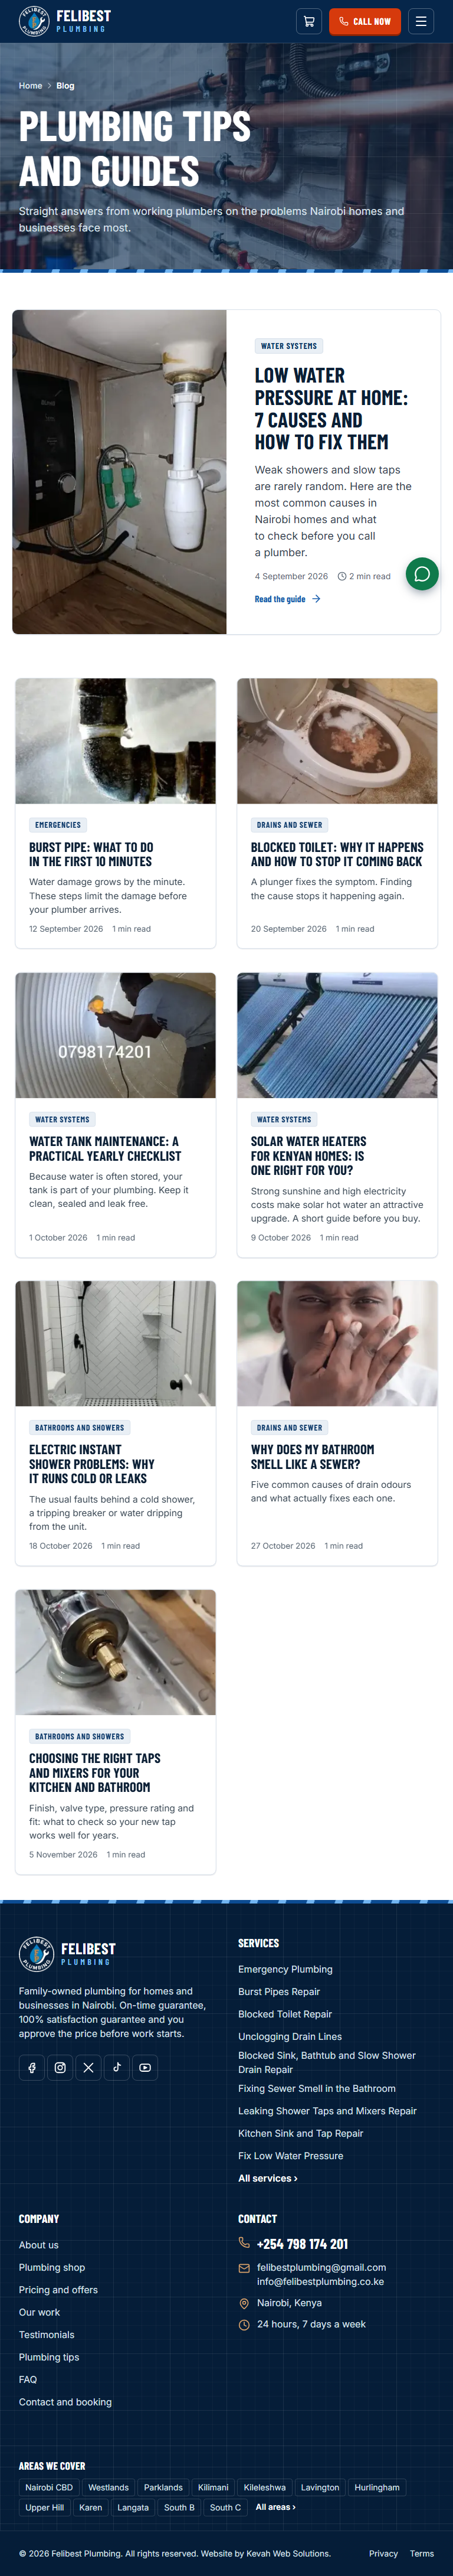 FELIBEST
PLUMBING
CALL NOW
Home > Blog
PLUMBING TIPS
AND GUIDES
Straight answers from working plumbers on the problems Nairobi homes and
businesses face most.
WATER SYSTEMS
LOW WATER
PRESSURE AT HOME:
7 CAUSES AND
HOW TO FIX THEM
Weak showers and slow taps
are rarely random. Here are the
most common causes in
Nairobi homes and what
to check before you call
a plumber.
4 September 2026 2 min read
Read the guide →
EMERGENCIES
BURST PIPE: WHAT TO DO
IN THE FIRST 10 MINUTES
Water damage grows by the minute.
These steps limit the damage before
your plumber arrives.
12 September 2026 1 min read
DRAINS AND SEWER
BLOCKED TOILET: WHY IT HAPPENS
AND HOW TO STOP IT COMING BACK
A plunger fixes the symptom. Finding
the cause stops it happening again.
20 September 2026 1 min read
0798174201
WATER SYSTEMS
WATER TANK MAINTENANCE: A
PRACTICAL YEARLY CHECKLIST
Because water is often stored, your
tank is part of your plumbing. Keep it
clean, sealed and leak free.
1 October 2026 1 min read
WATER SYSTEMS
SOLAR WATER HEATERS
FOR KENYAN HOMES: IS
ONE RIGHT FOR YOU?
Strong sunshine and high electricity
costs make solar hot water an attractive
upgrade. A short guide before you buy.
9 October 2026 1 min read
BATHROOMS AND SHOWERS
ELECTRIC INSTANT
SHOWER PROBLEMS: WHY
IT RUNS COLD OR LEAKS
The usual faults behind a cold shower,
a tripping breaker or water dripping
from the unit.
18 October 2026 1 min read
DRAINS AND SEWER
WHY DOES MY BATHROOM
SMELL LIKE A SEWER?
Five common causes of drain odours
and what actually fixes each one.
27 October 2026 1 min read
BATHROOMS AND SHOWERS
CHOOSING THE RIGHT TAPS
AND MIXERS FOR YOUR
KITCHEN AND BATHROOM
Finish, valve type, pressure rating and
fit: what to check so your new tap
works well for years.
5 November 2026 1 min read
FELIBEST
PLUMBING
Family-owned plumbing for homes and
businesses in Nairobi. On-time guarantee,
100% satisfaction guarantee and you
approve the price before work starts.
SERVICES
Emergency Plumbing
Burst Pipes Repair
Blocked Toilet Repair
Unclogging Drain Lines
Blocked Sink, Bathtub and Slow Shower
Drain Repair
Fixing Sewer Smell in the Bathroom
Leaking Shower Taps and Mixers Repair
Kitchen Sink and Tap Repair
Fix Low Water Pressure
All services ›
COMPANY
About us
Plumbing shop
Pricing and offers
Our work
Testimonials
Plumbing tips
FAQ
Contact and booking
CONTACT
+254 798 174 201
felibestplumbing@gmail.com
info@felibestplumbing.co.ke
Nairobi, Kenya
24 hours, 7 days a week
AREAS WE COVER
Nairobi CBD Westlands Parklands Kilimani Kileleshwa Lavington Hurlingham
Upper Hill Karen Langata South B South C All areas ›
© 2026 Felibest Plumbing. All rights reserved. Website by Kevah Web Solutions. Privacy Terms